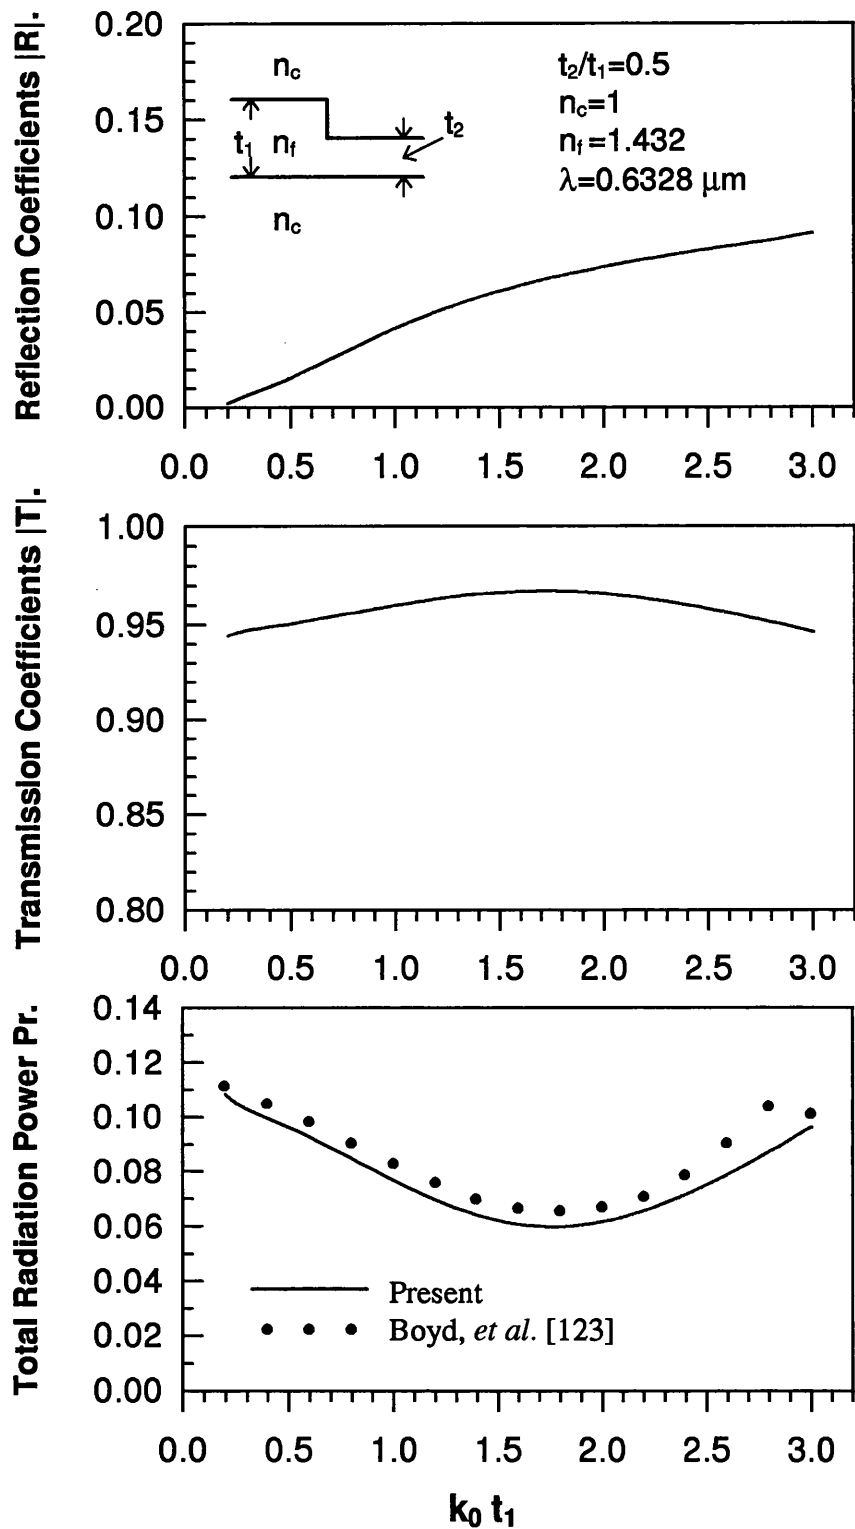 Reflection Coefficients |R|.
0.20
0.15
0.10
0.05
0.00
n_c
t_1
n_f
t_2
n_c
t_2/t_1=0.5
n_c=1
n_f=1.432
λ=0.6328 μm
0.0 0.5 1.0 1.5 2.0 2.5 3.0
Transmission Coefficients |T|.
1.00
0.95
0.90
0.85
0.80
0.0 0.5 1.0 1.5 2.0 2.5 3.0
Total Radiation Power Pr.
0.14
0.12
0.10
0.08
0.06
0.04
0.02
0.00
Present
Boyd, et al. [123]
0.0 0.5 1.0 1.5 2.0 2.5 3.0
k_0 t_1